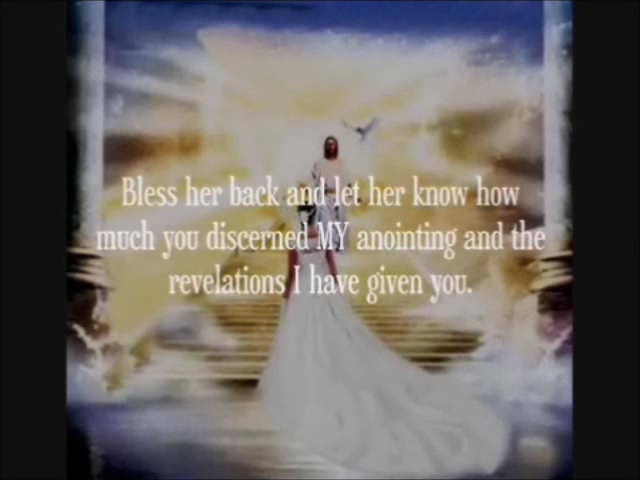 Bless her back and let her know how
much you discerned MY anointing and the
revelations I have given you.